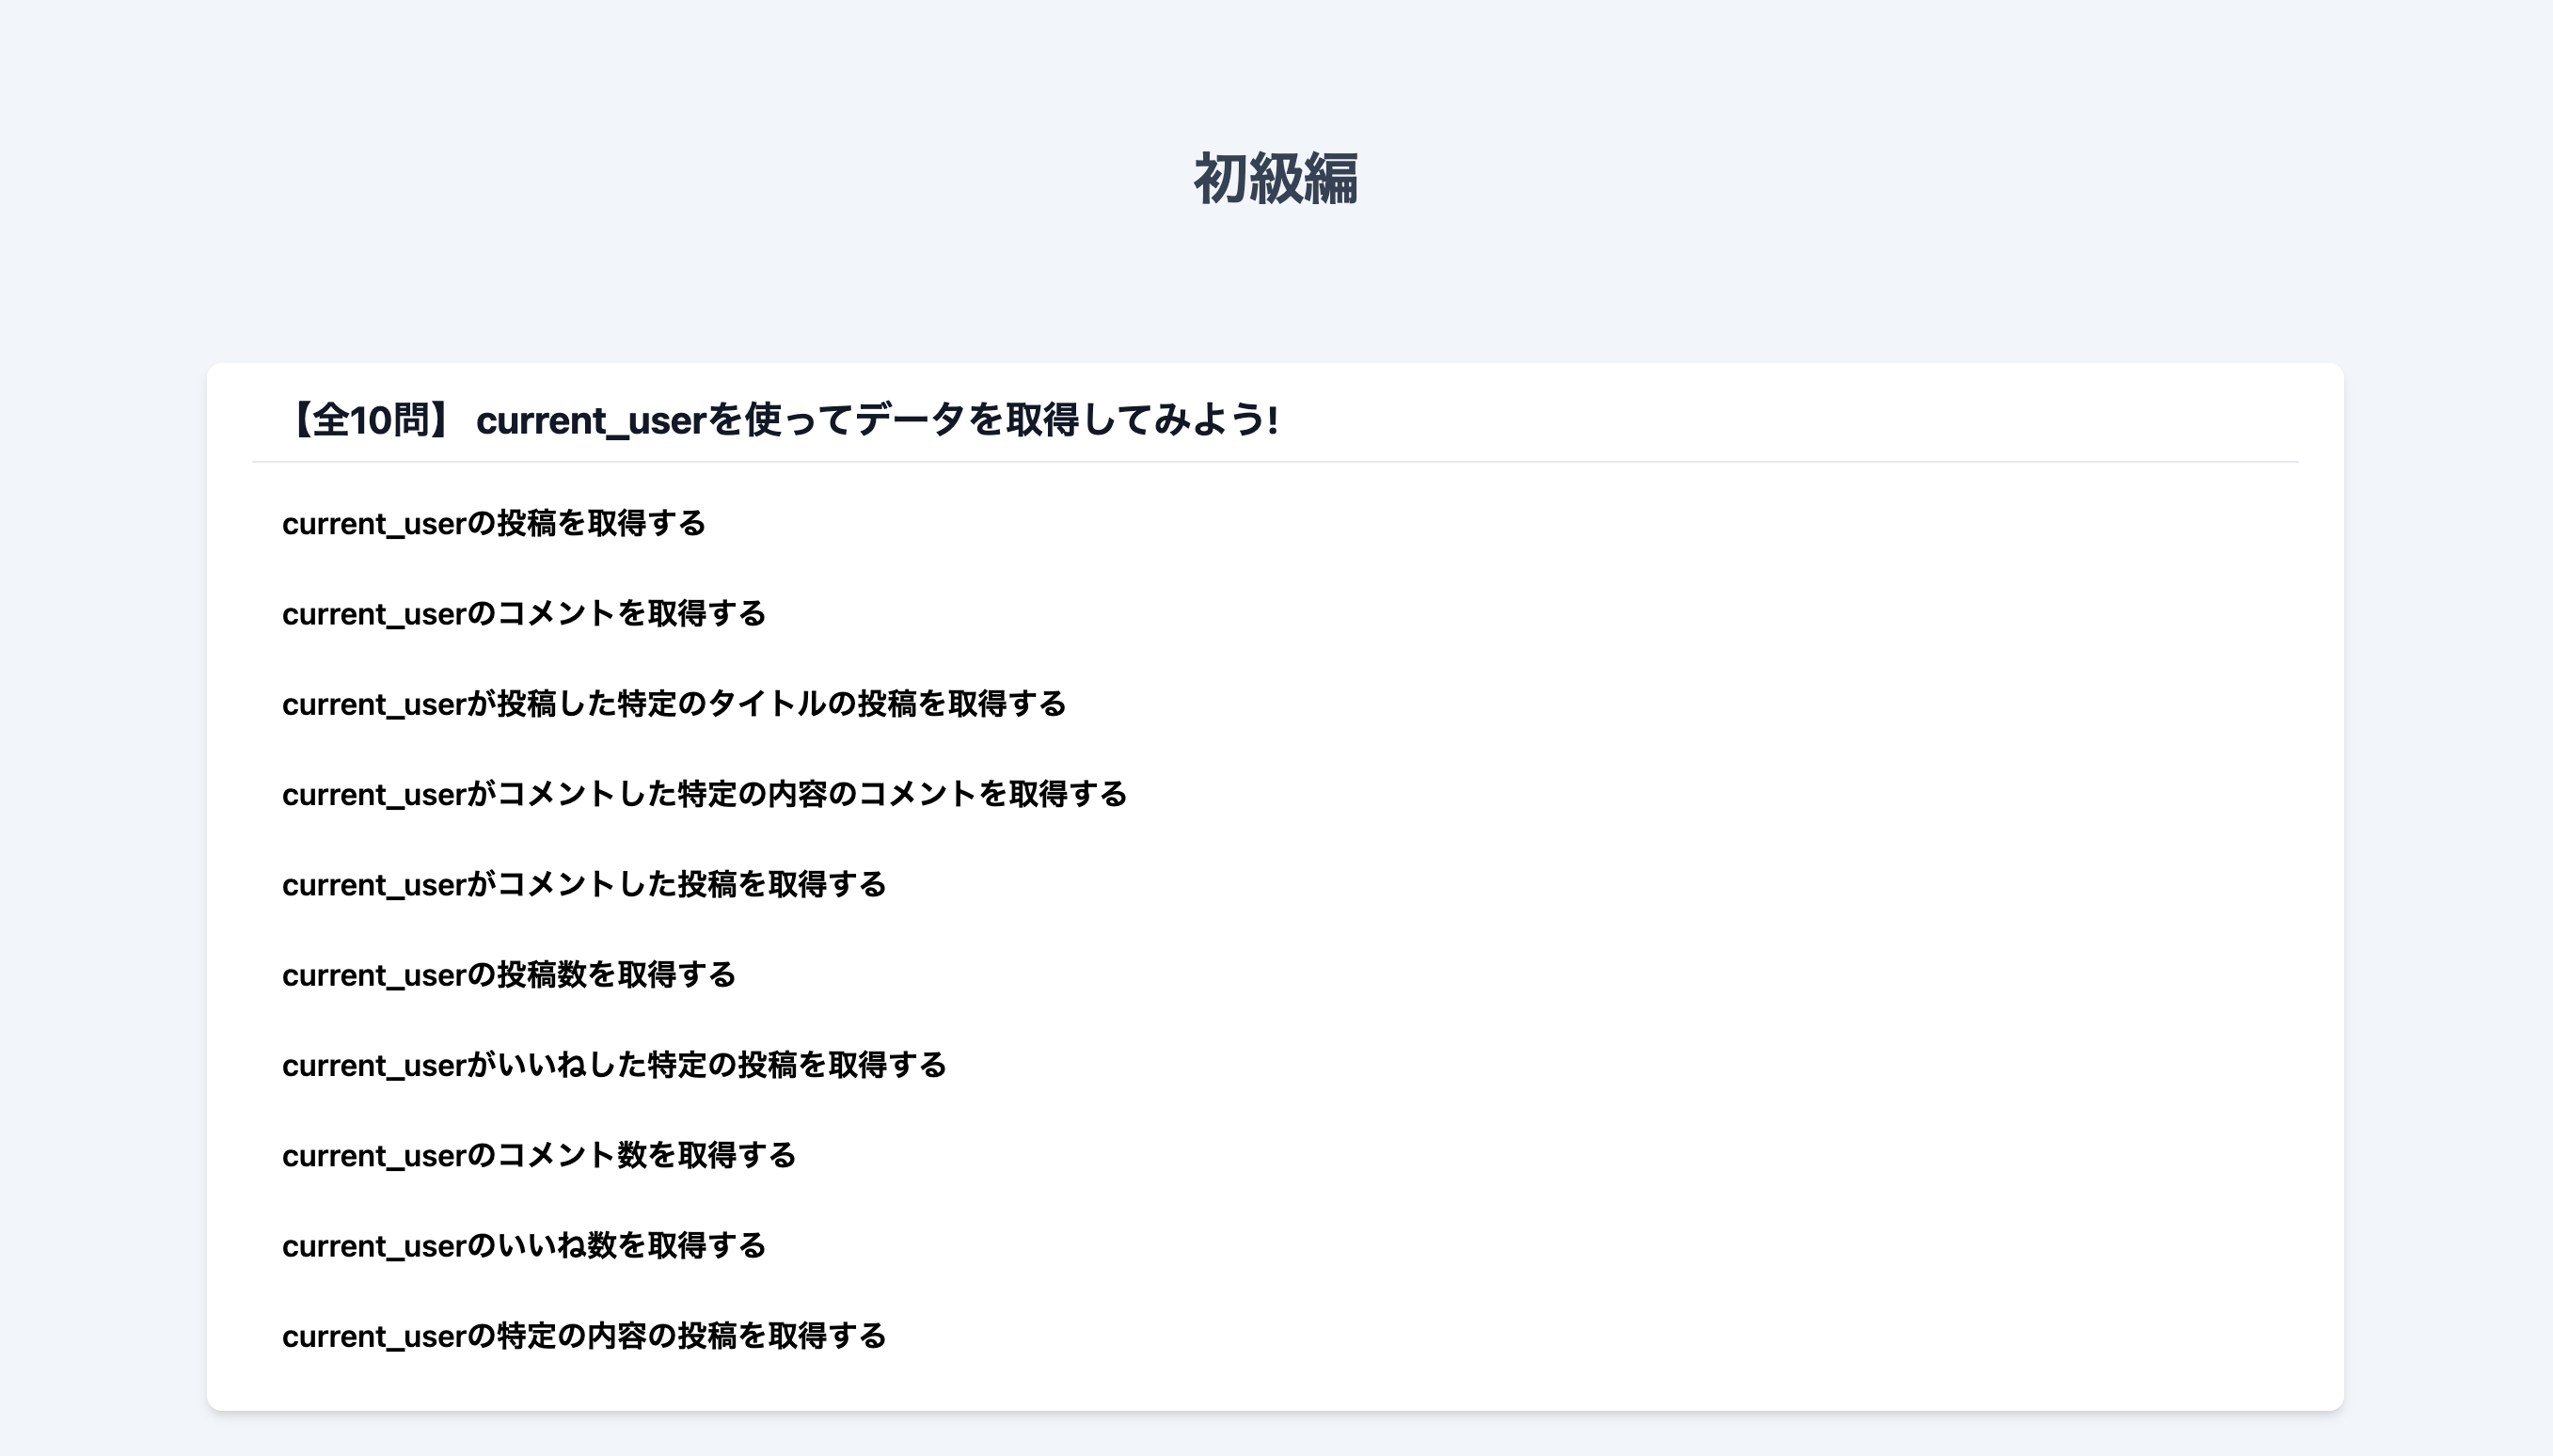 初級編
【全10問】 current_userを使ってデータを取得してみよう!
current_userの投稿を取得する
current_userのコメントを取得する
current_userが投稿した特定のタイトルの投稿を取得する
current_userがコメントした特定の内容のコメントを取得する
current_userがコメントした投稿を取得する
current_userの投稿数を取得する
current_userがいいねした特定の投稿を取得する
current_userのコメント数を取得する
current_userのいいね数を取得する
current_userの特定の内容の投稿を取得する